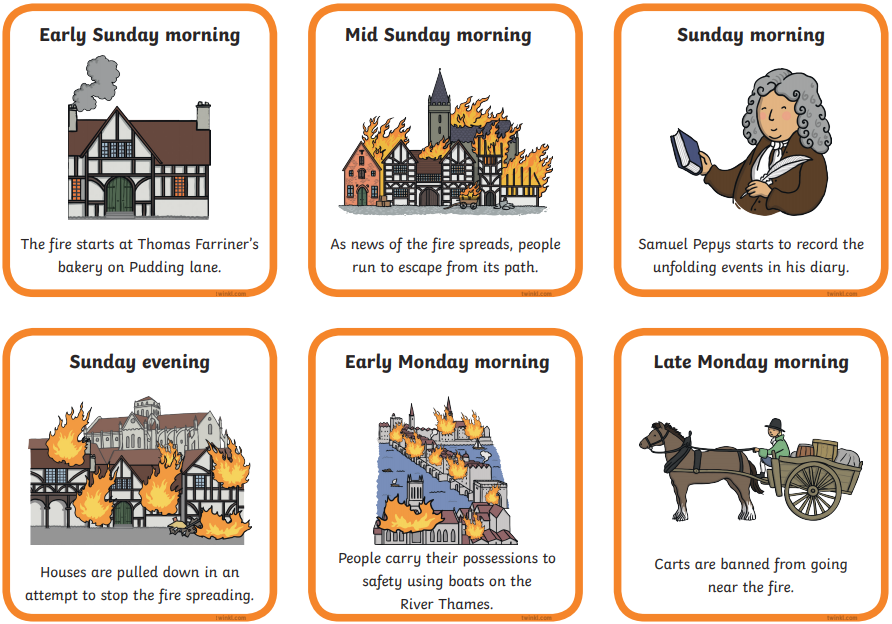 Early Sunday morning
The fire starts at Thomas Farriner's
bakery on Pudding lane.
twinkl.com
Mid Sunday morning
As news of the fire spreads, people
run to escape from its path.
twinkl.com
Sunday morning
Samuel Pepys starts to record the
unfolding events in his diary.
twinkl.com
Sunday evening
Houses are pulled down in an
attempt to stop the fire spreading.
twinkl.com
Early Monday morning
People carry their possessions to
safety using boats on the
River Thames.
twinkl.com
Late Monday morning
Carts are banned from going
near the fire.
twinkl.com